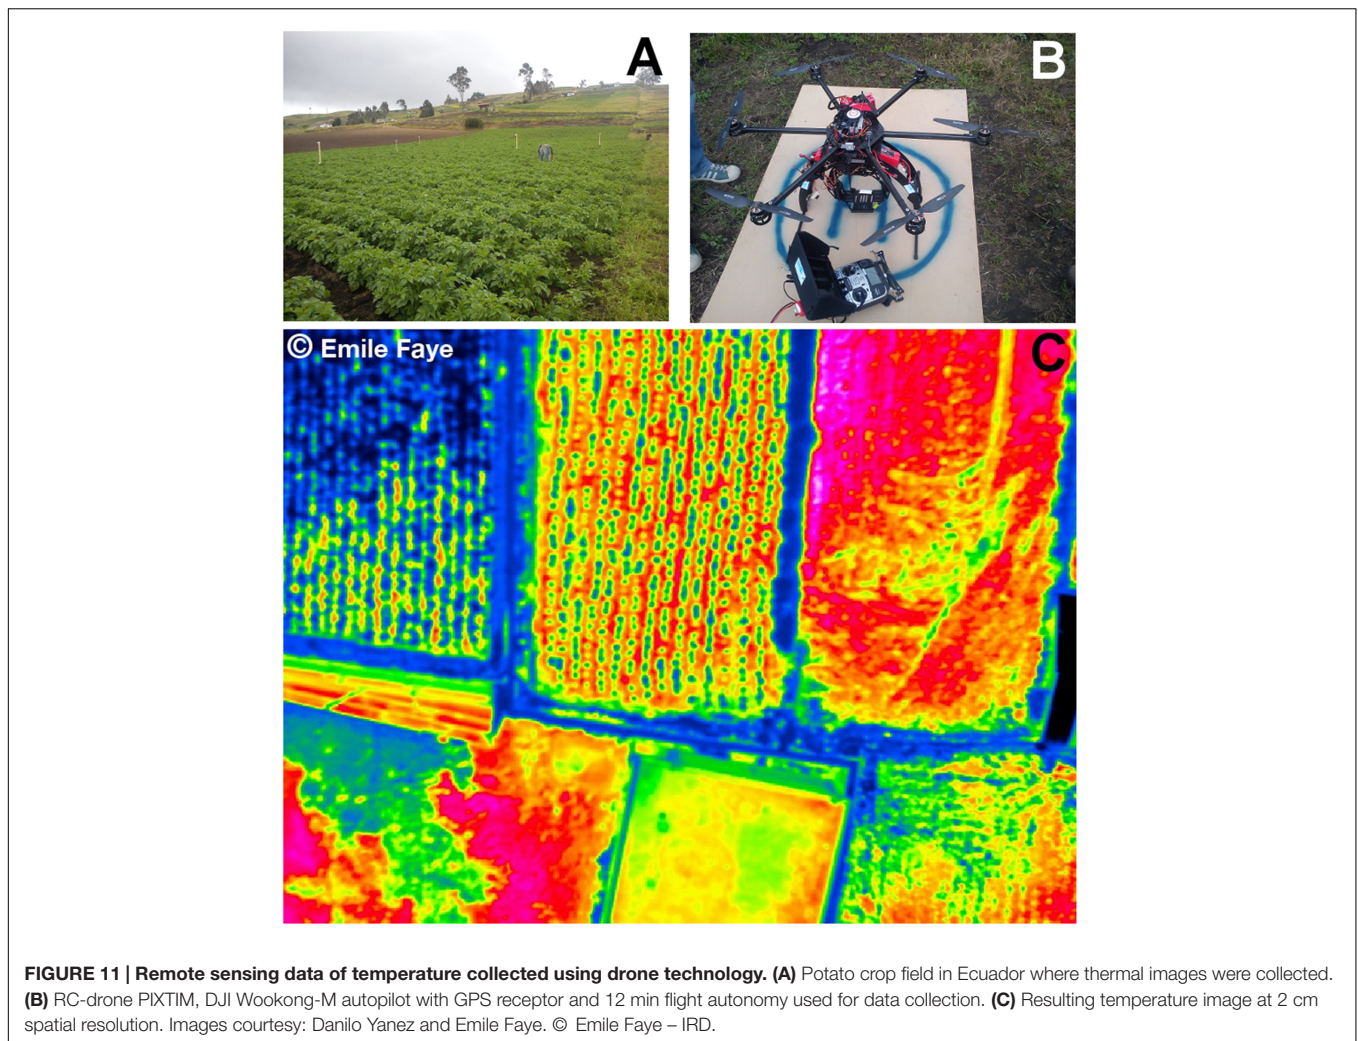 A
B
© Emile Faye
C
FIGURE 11 | Remote sensing data of temperature collected using drone technology. (A) Potato crop field in Ecuador where thermal images were collected.
(B) RC-drone PIXTIM, DJI Wookong-M autopilot with GPS receptor and 12 min flight autonomy used for data collection. (C) Resulting temperature image at 2 cm
spatial resolution. Images courtesy: Danilo Yanez and Emile Faye. © Emile Faye – IRD.